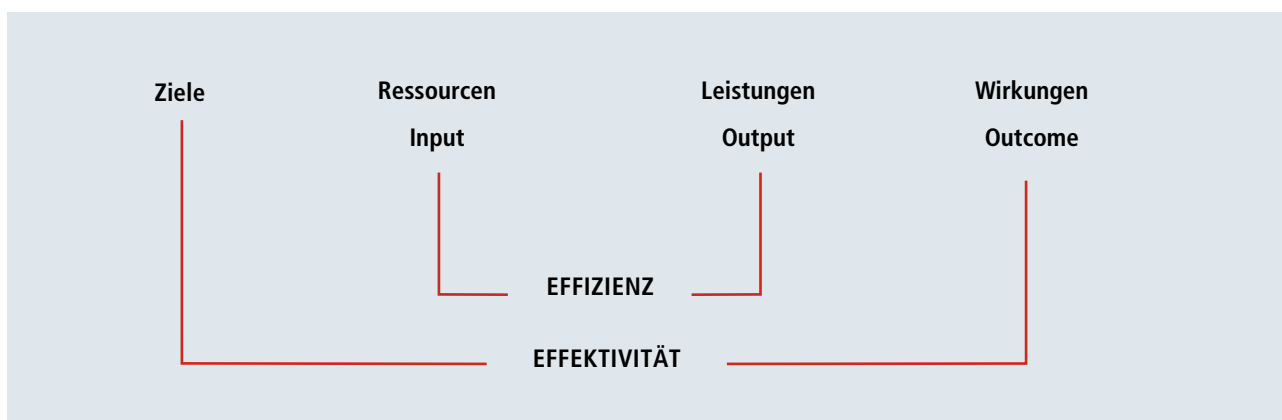 Ziele
Ressourcen
Input
Leistungen
Output
Wirkungen
Outcome
EFFIZIENZ
EFFEKTIVITÄT